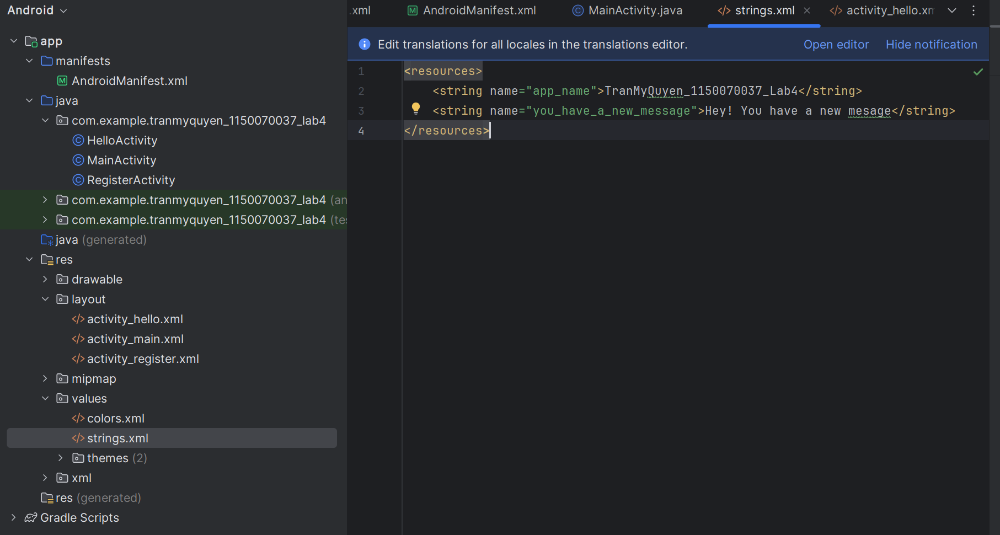 Android
app
manifests
AndroidManifest.xml
java
com.example.tranmyquyen_1150070037_lab4
HelloActivity
MainActivity
RegisterActivity
com.example.tranmyquyen_1150070037_lab4 (an
com.example.tranmyquyen_1150070037_lab4 (tes
java (generated)
res
drawable
layout
activity_hello.xml
activity_main.xml
activity_register.xml
mipmap
values
colors.xml
strings.xml
themes (2)
xml
res (generated)
Gradle Scripts
.xml AndroidManifest.xml MainActivity.java strings.xml activity_hello.xm
Edit translations for all locales in the translations editor. Open editor Hide notification
1 <resources>
2 <string name="app_name">TranMyQuyen_1150070037_Lab4</string>
3 <string name="you_have_a_new_message">Hey! You have a new mesage</string>
4 </resources>